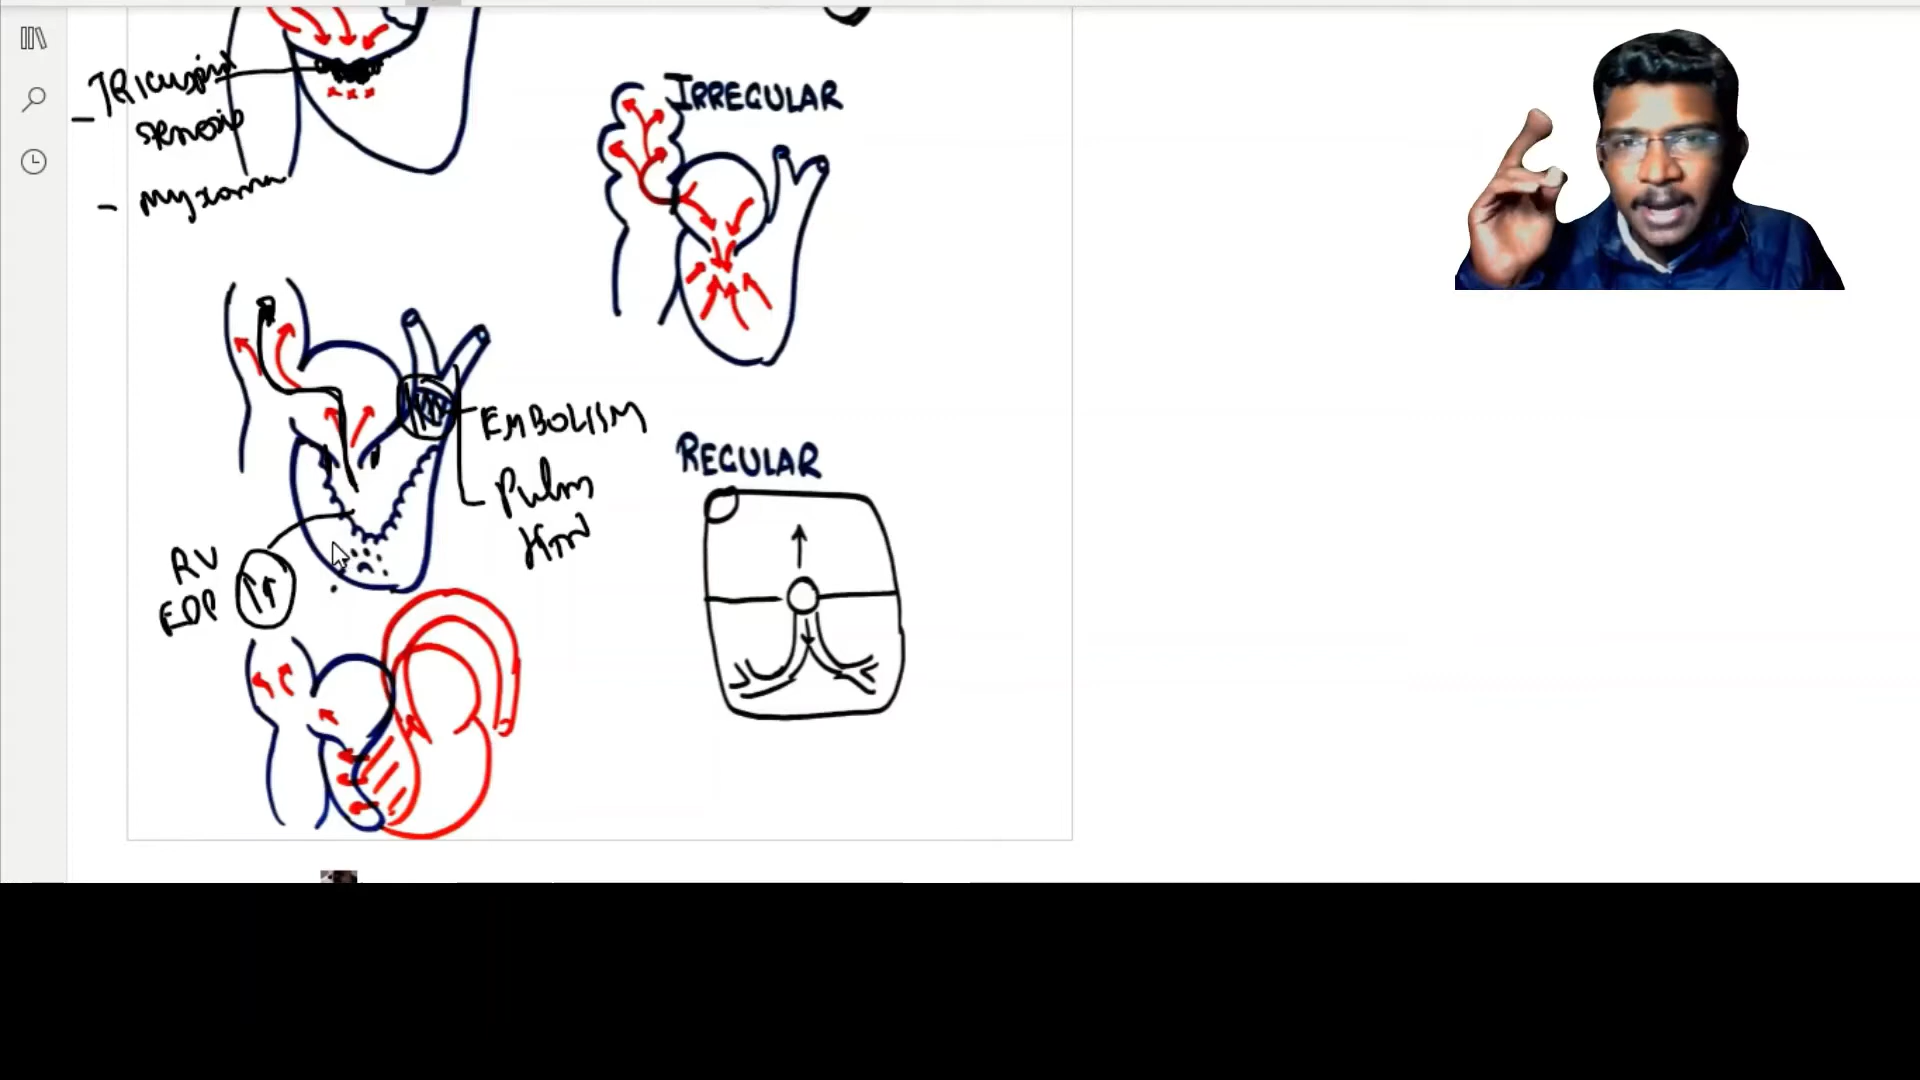 - TRICUSPID
STENOSIS
- MYXOMA
IRREGULAR
EMBOLISM
Pulm
HTN
REGULAR
RV
EDP